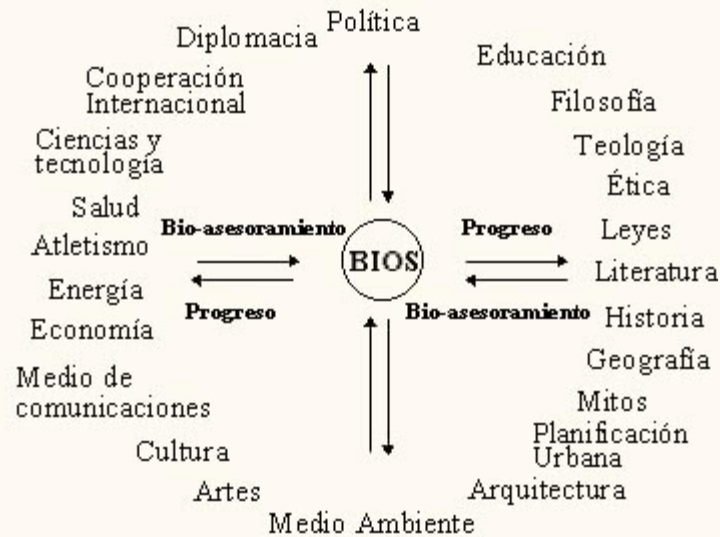 Política
Diplomacia
Educación
Cooperación
Internacional
Filosofía
Ciencias y
tecnología
Teología
Ética
Salud
Bio-asesoramiento
Progreso
Leyes
Atletismo
BIOS
Literatura
Energía
Progreso
Bio-asesoramiento
Historia
Economía
Geografía
Medio de
comunicaciones
Mitos
Planificación
Urbana
Cultura
Artes
Arquitectura
Medio Ambiente